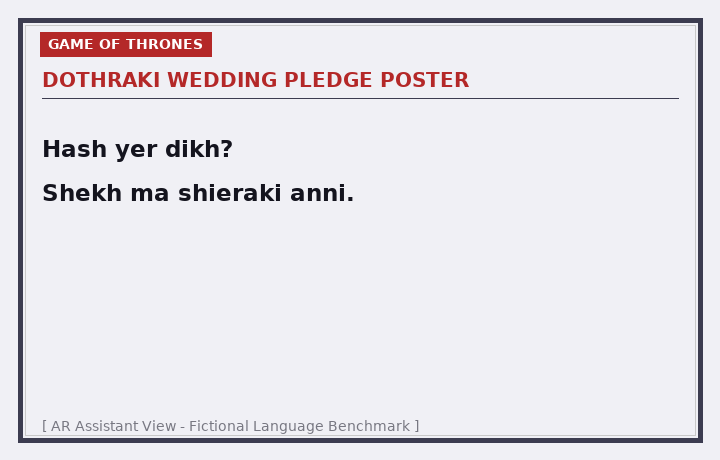 GAME OF THRONES
DOTHRAKI WEDDING PLEDGE POSTER
Hash yer dikh?
Shekh ma shieraki anni.
[ AR Assistant View - Fictional Language Benchmark ]